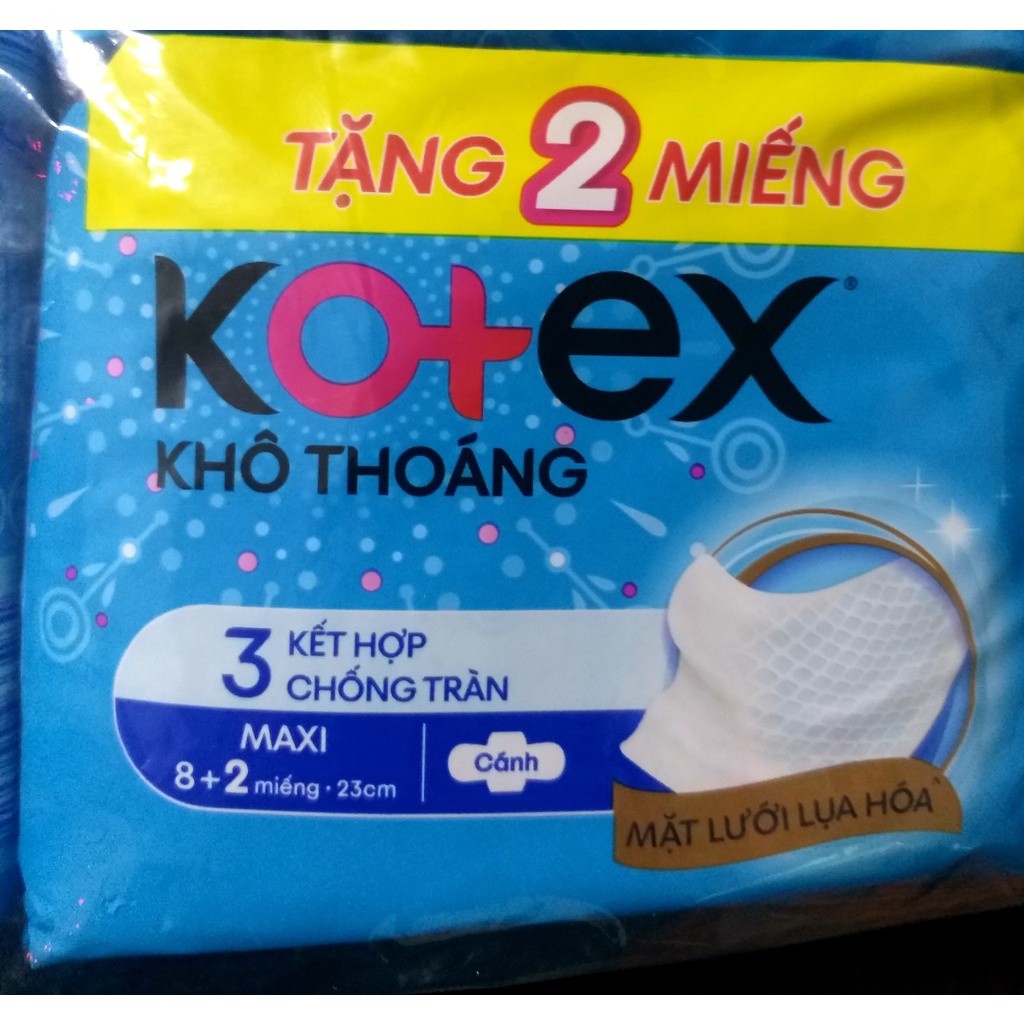 TẶNG 2 MIẾNG
Kotex®
KHÔ THOÁNG
3 KẾT HỢP
CHỐNG TRÀN
MAXI
8+2 miếng · 23cm
Cánh
MẶT LƯỚI LỤA HÓA^